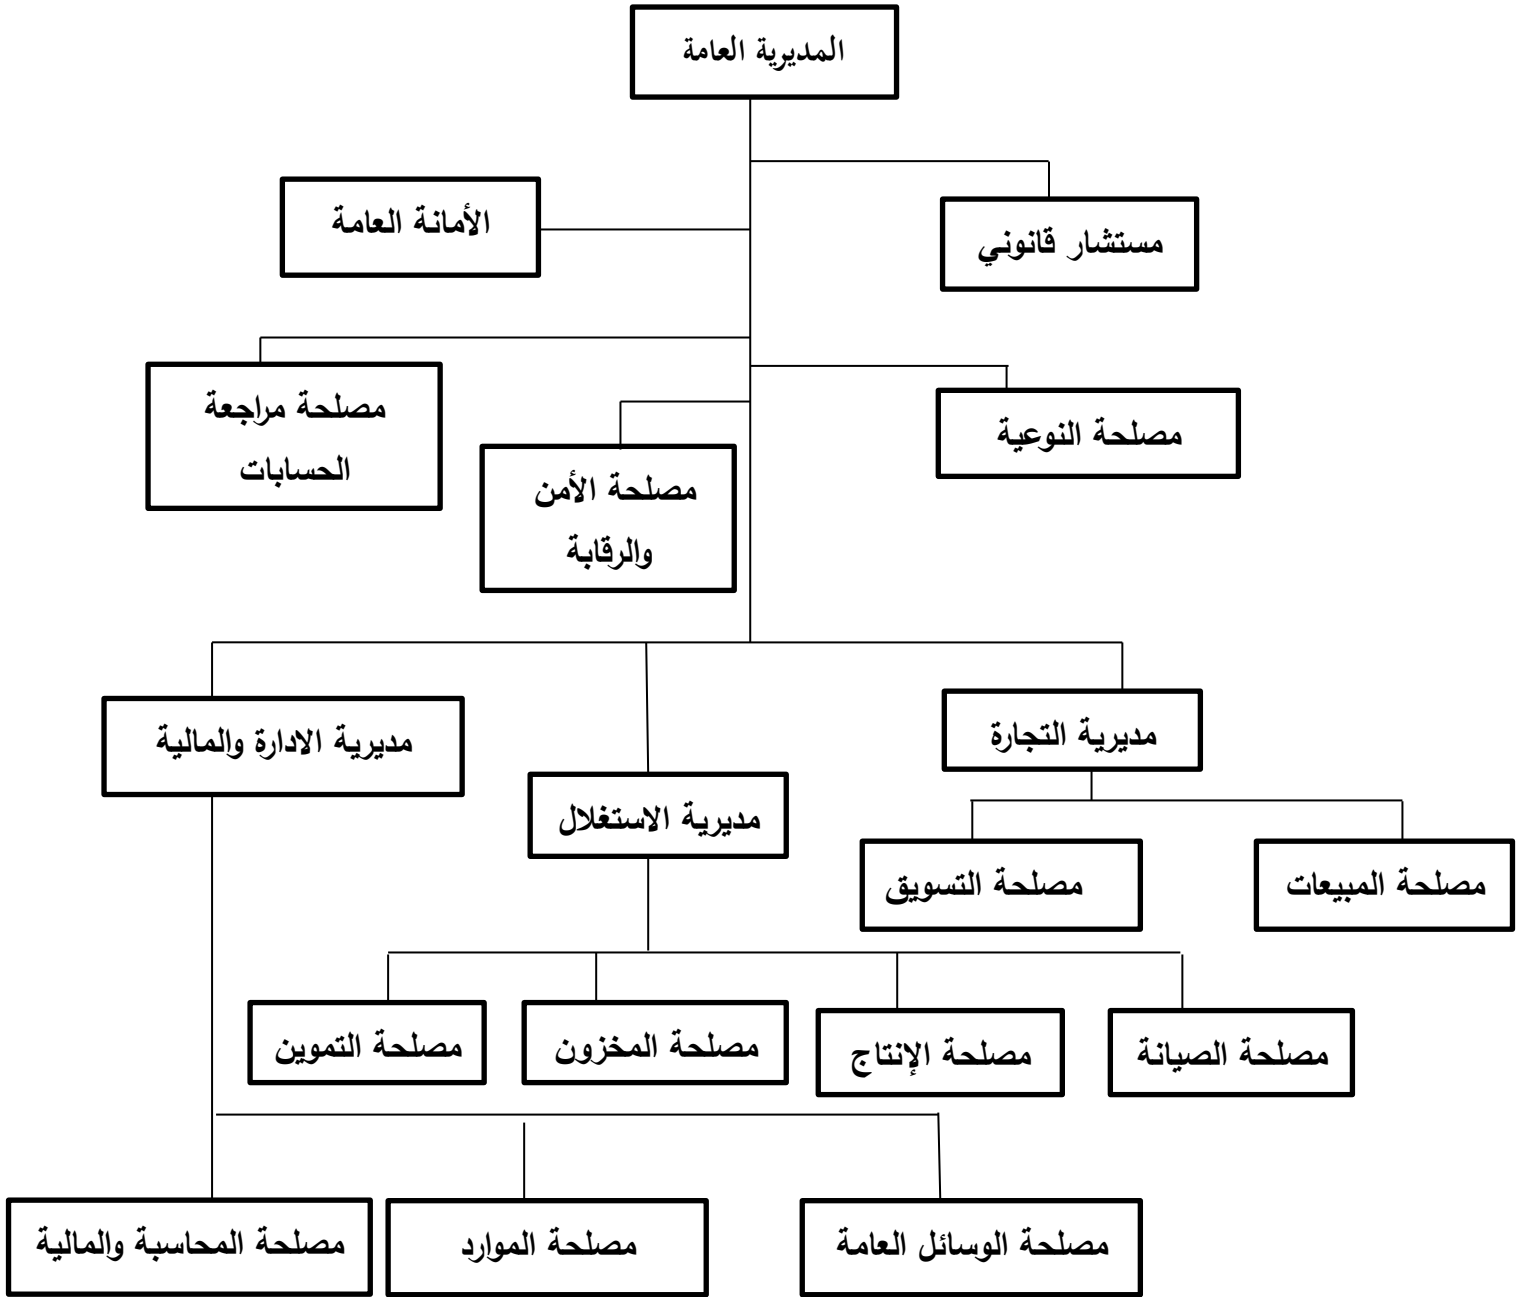 المديرية العامة
مستشار قانوني
الأمانة العامة
مصلحة النوعية
مصلحة مراجعة
الحسابات
مصلحة الأمن
والرقابة
مديرية التجارة
مديرية الاستغلال
مديرية الادارة والمالية
مصلحة المبيعات
مصلحة التسويق
مصلحة الصيانة
مصلحة الإنتاج
مصلحة المخزون
مصلحة التموين
مصلحة الوسائل العامة
مصلحة الموارد
مصلحة المحاسبة والمالية